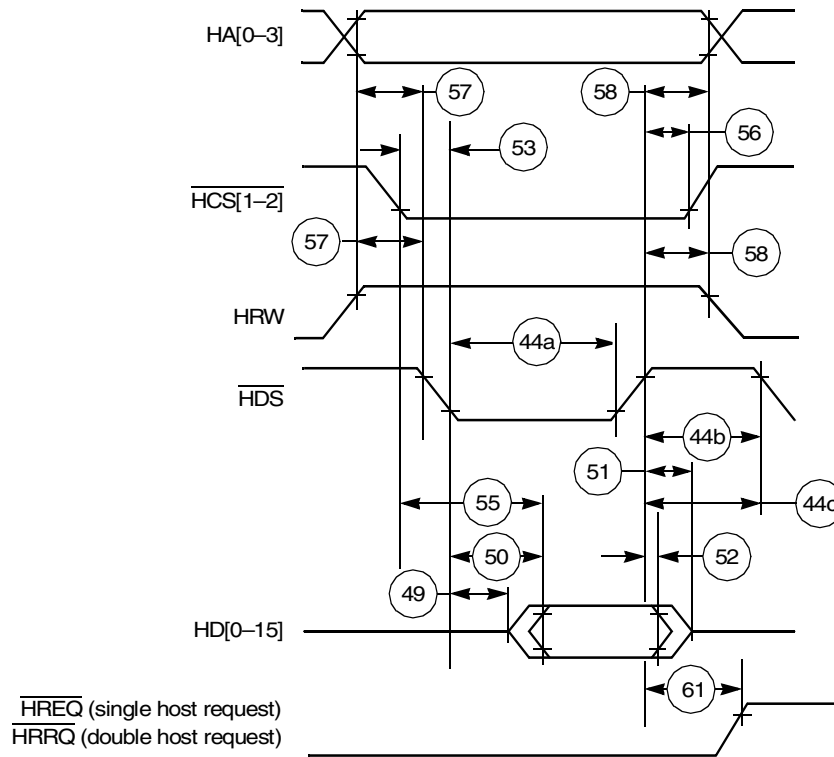 HA[0–3]
57
58
56
53
HCS[1–2]
57
58
HRW
44a
HDS
44b
51
44c
55
50
52
49
HD[0–15]
61
HREQ (single host request)
HRRQ (double host request)